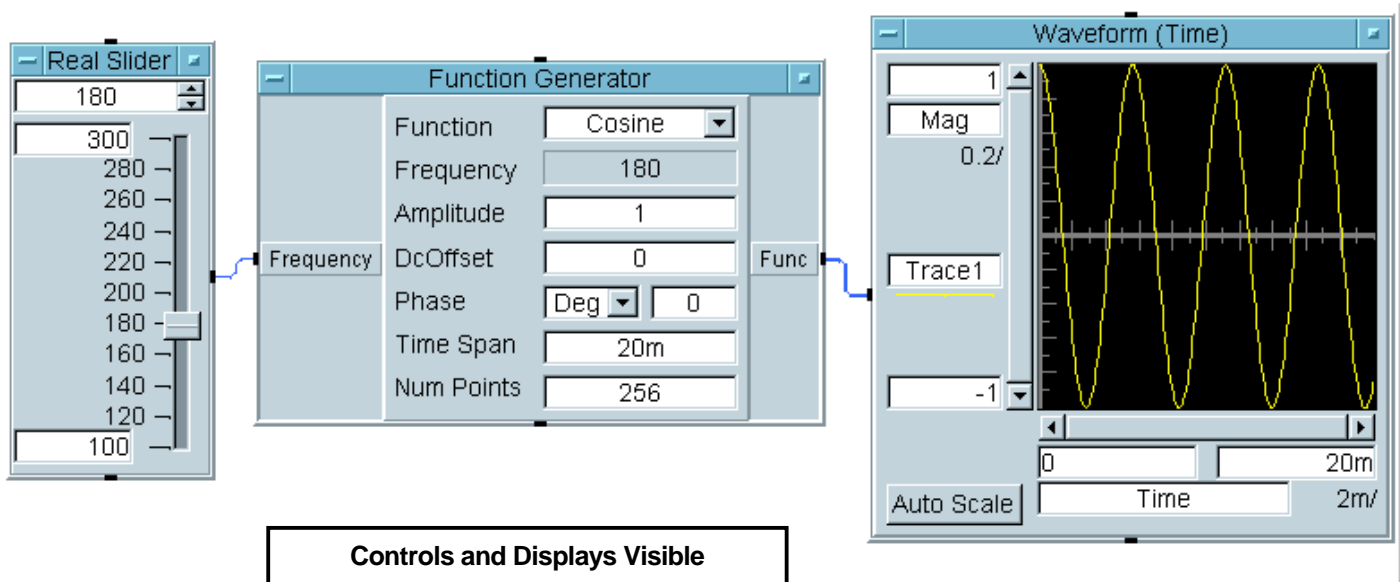 Real Slider
180
300
280
260
240
220
200
180
160
140
120
100
Function Generator
Frequency
Function Cosine
Frequency 180
Amplitude 1
DcOffset 0
Phase Deg 0
Time Span 20m
Num Points 256
Func
Waveform (Time)
1
Mag
0.2/
Trace1
-1
0 20m
Auto Scale Time 2m/
Controls and Displays Visible